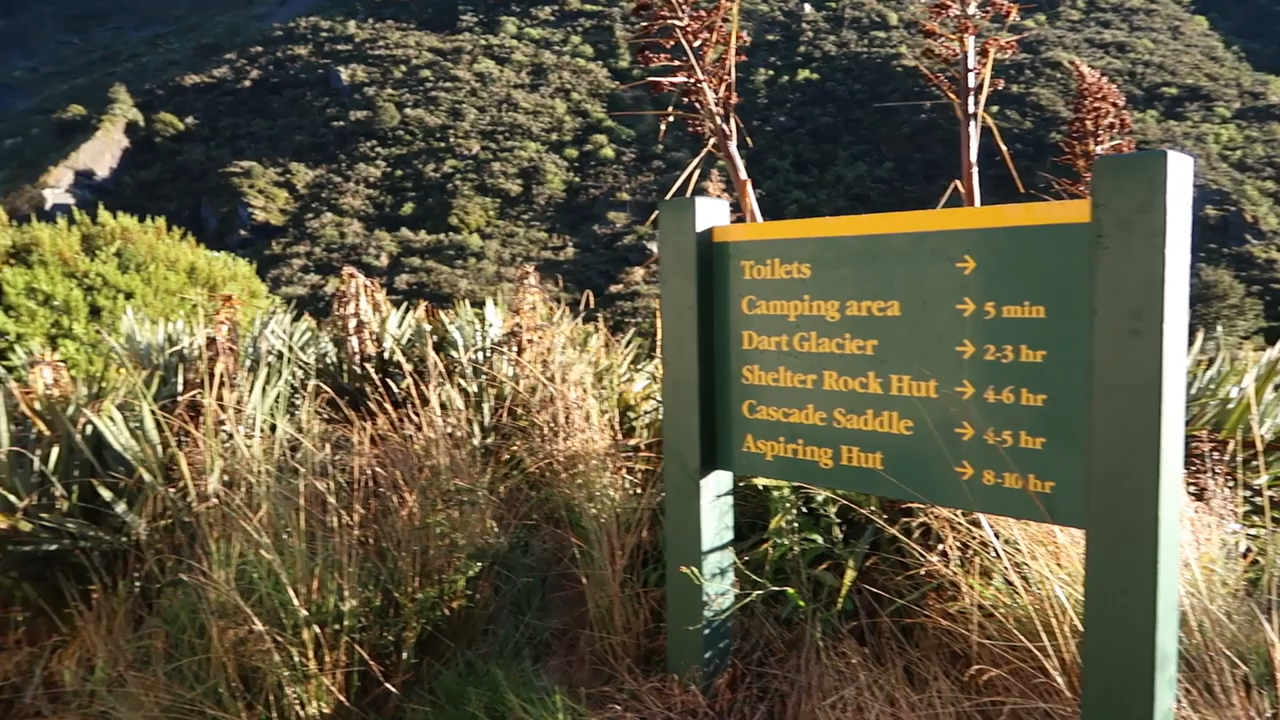 Toilets →
Camping area → 5 min
Dart Glacier → 2-3 hr
Shelter Rock Hut → 4-6 hr
Cascade Saddle → 4-5 hr
Aspiring Hut → 8-10 hr